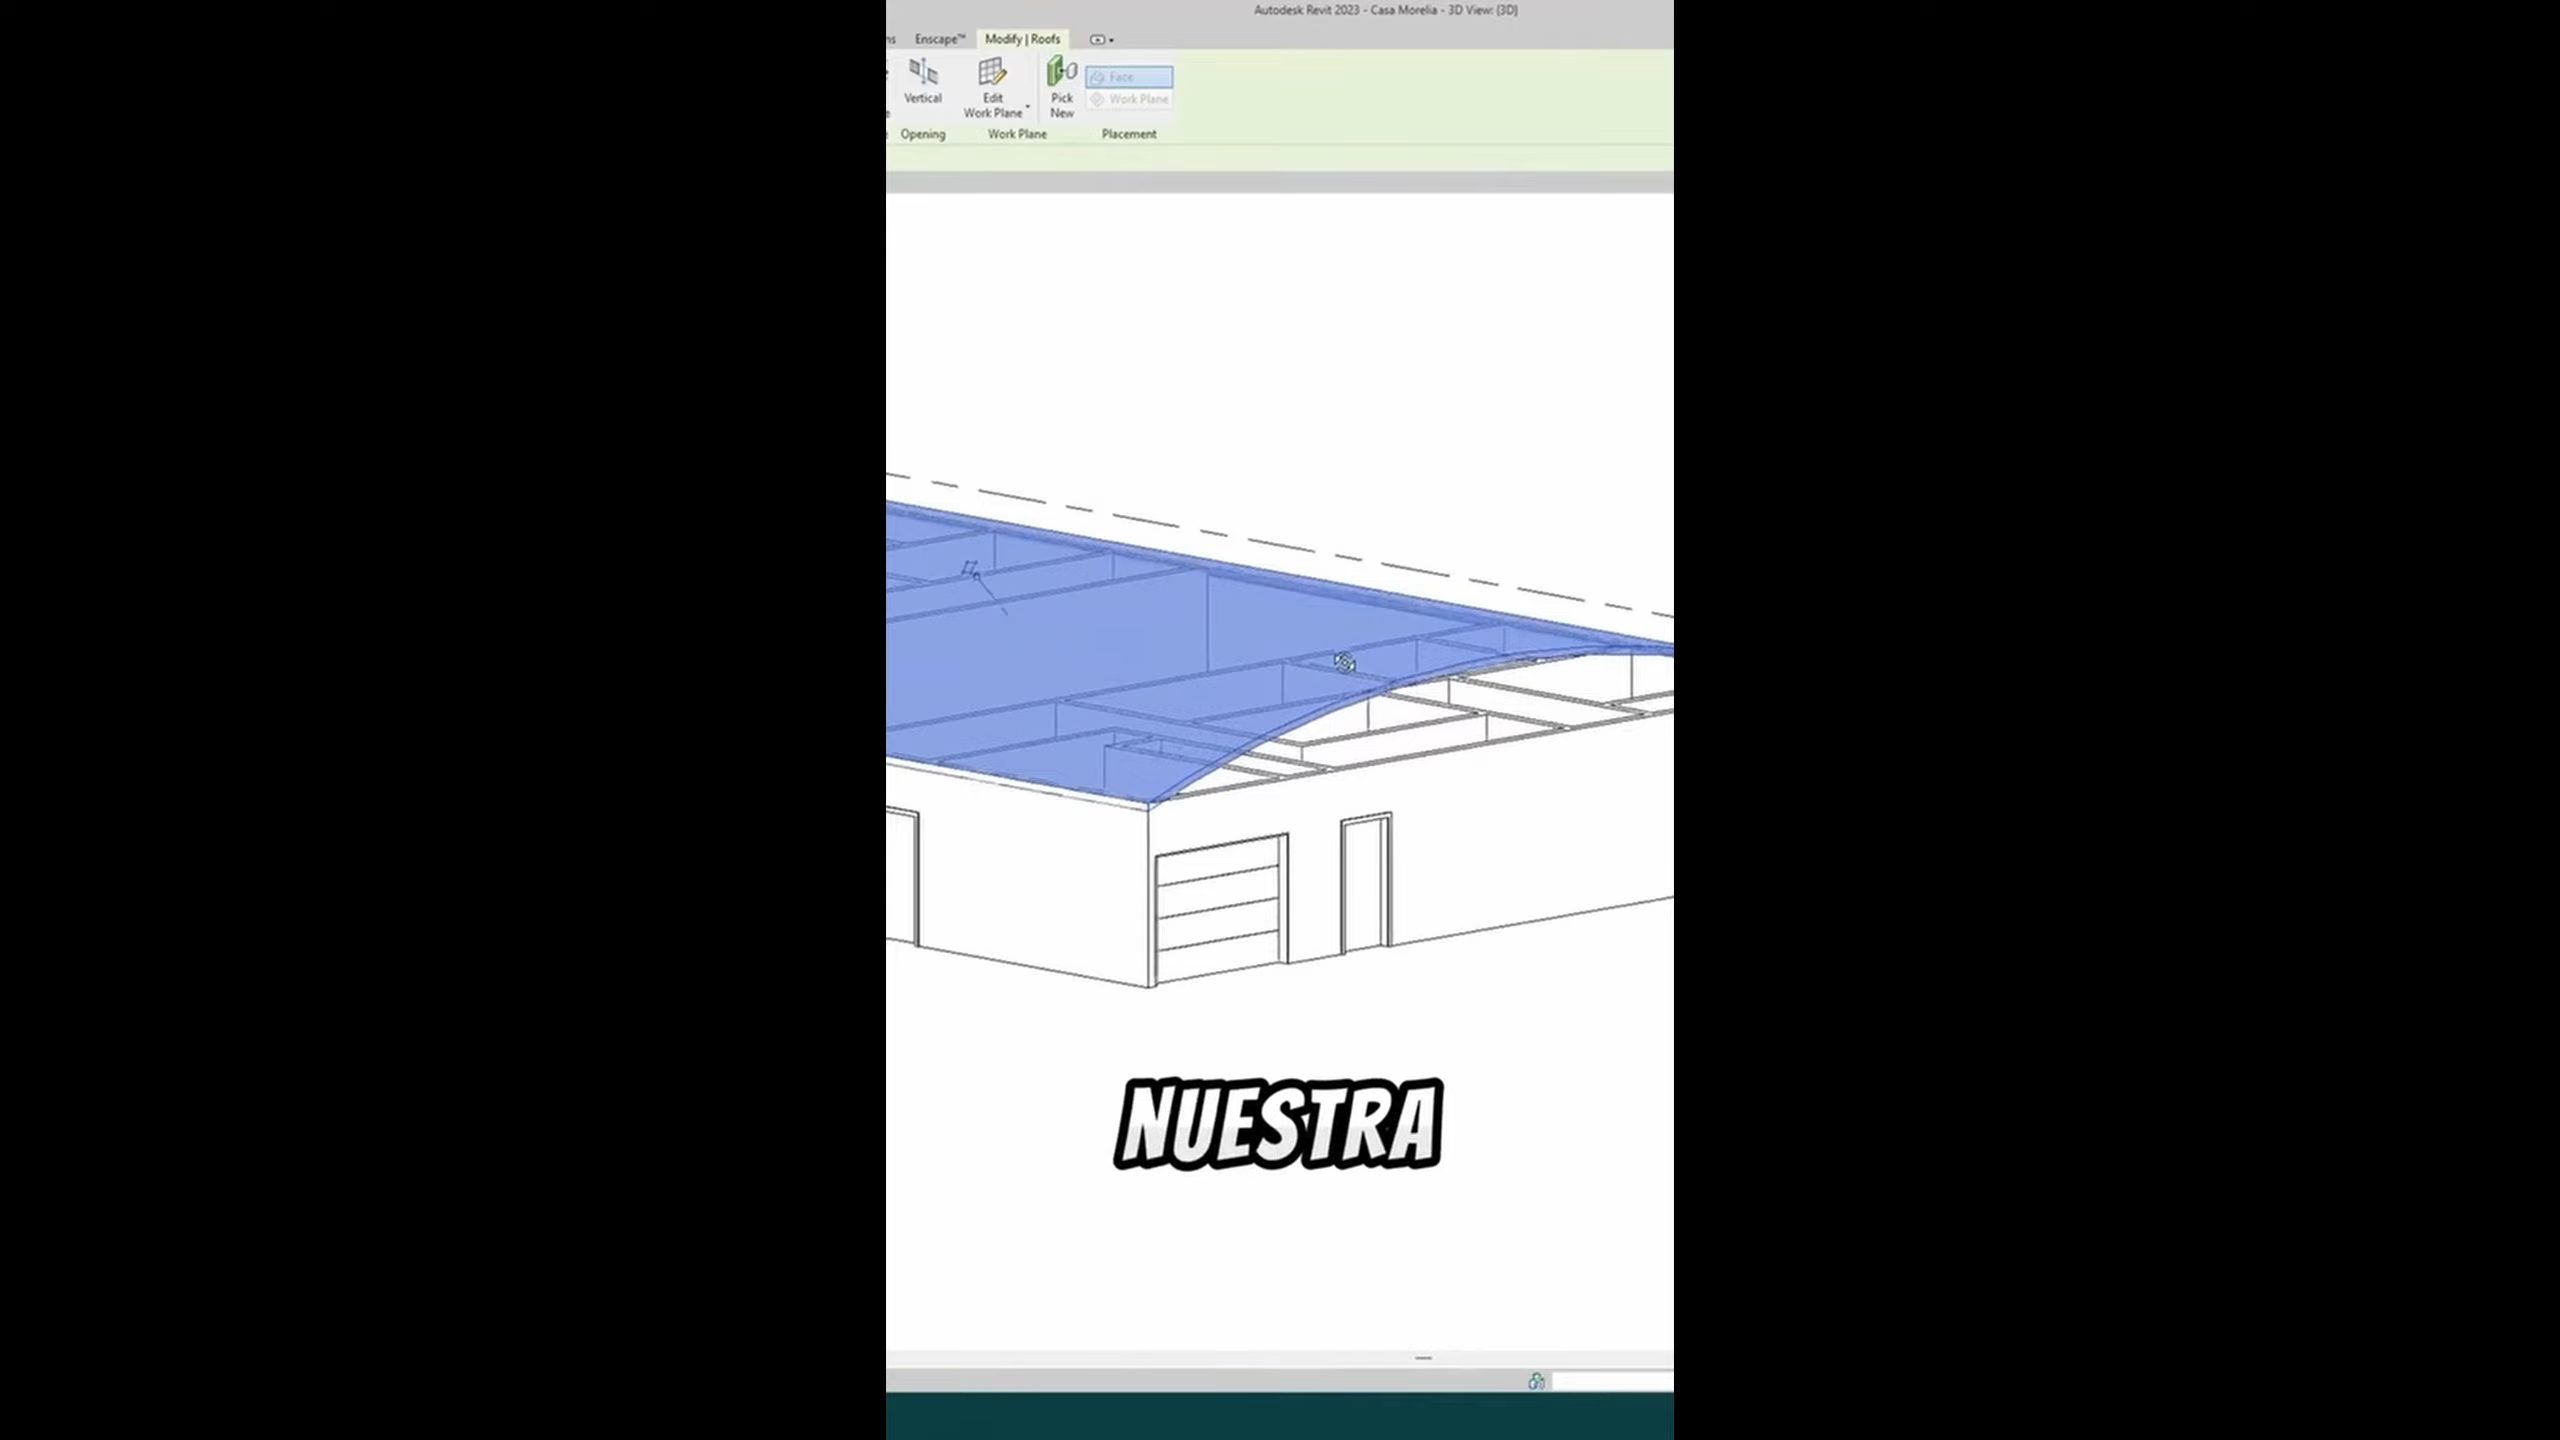 Autodesk Revit 2023 - Casa Morelia - 3D View: {3D}
ns Enscape™ Modify | Roofs
Vertical
Edit
Work Plane
Pick
New
Face
Work Plane
e
Opening Work Plane Placement
NUESTRA